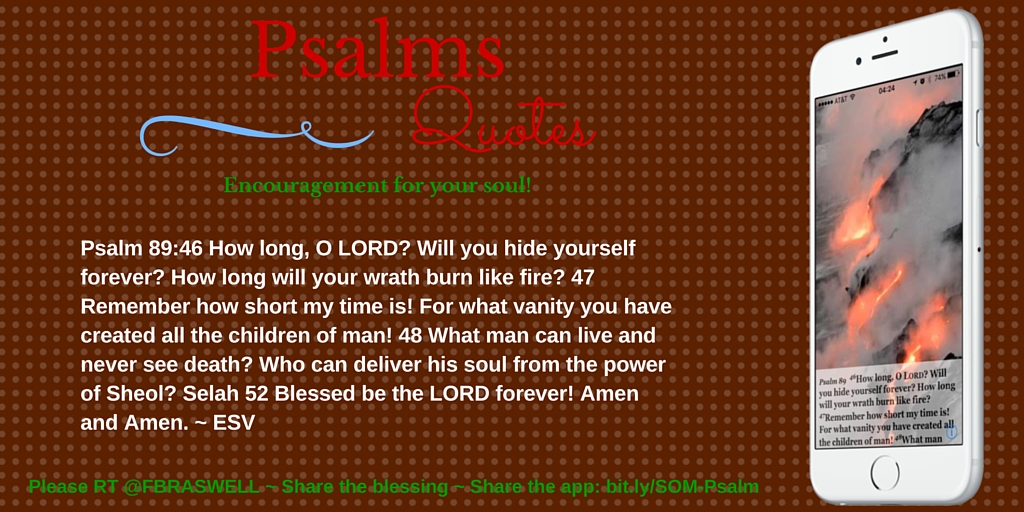 Psalms
Quotes
Encouragement for your soul!
Psalm 89:46 How long, O LORD? Will you hide yourself
forever? How long will your wrath burn like fire? 47
Remember how short my time is! For what vanity you have
created all the children of man! 48 What man can live and
never see death? Who can deliver his soul from the power
of Sheol? Selah 52 Blessed be the LORD forever! Amen
and Amen. ~ ESV
Please RT @FBRASWELL ~ Share the blessing ~ Share the app: bit.ly/SOM-Psalm
AT&T 04:24 74%
Psalm 89 46How long, O LORD? Will
you hide yourself forever? How long
will your wrath burn like fire?
47Remember how short my time is!
For what vanity you have created all
the children of man! 48What man